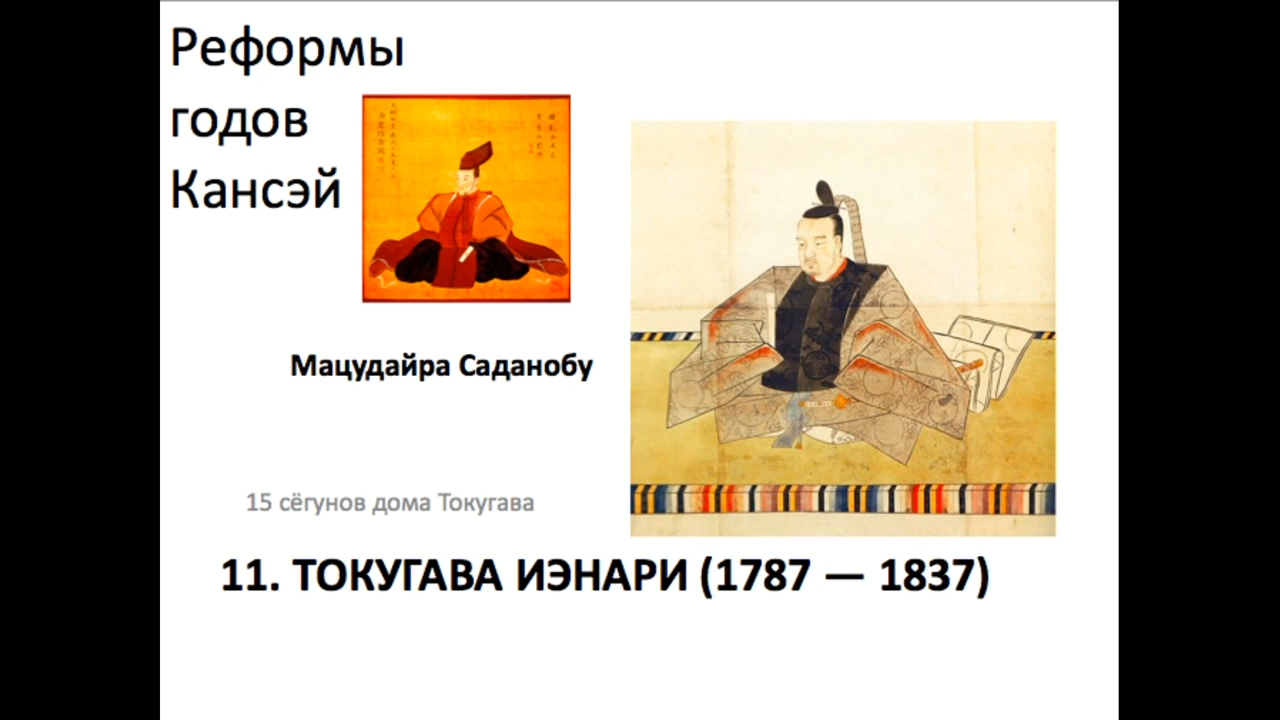 Реформы
годов
Кансэй
Мацудайра Саданобу
15 сёгунов дома Токугава
11. ТОКУГАВА ИЭНАРИ (1787 — 1837)